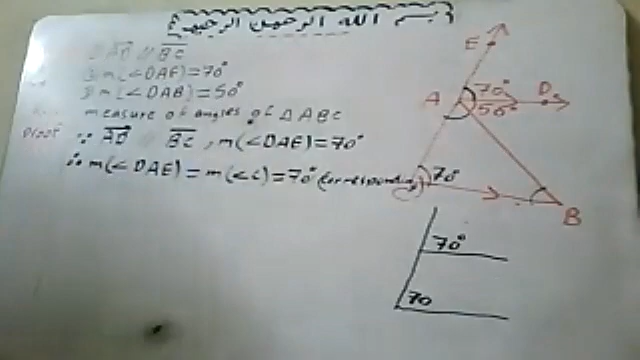 بسم الله الرحمن الرحيم
AD // BC
m(∠DAE)=70°
m(∠DAB)=50°
measure of angles of △ABC
Proof ∵ AD // BC, m(∠DAE)=70°
∴ m(∠DAE)=m(∠C)=70° (corresponding)
E
A 70° D
50°
C 70°
B
70°
70